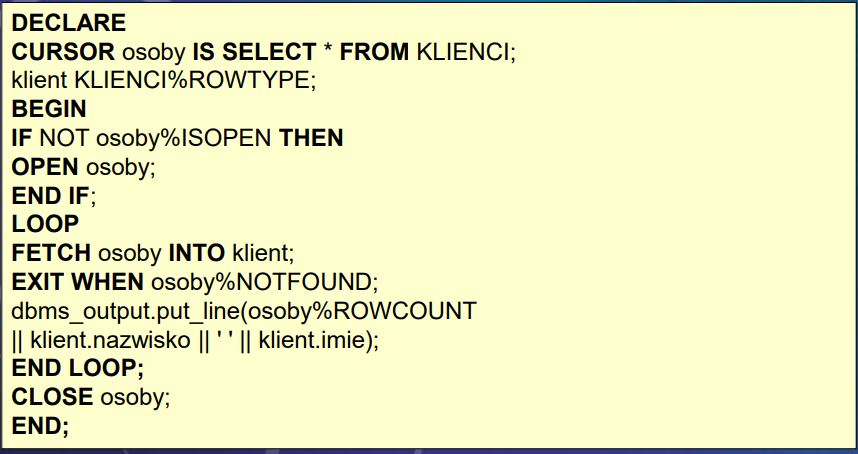 DECLARE
CURSOR osoby IS SELECT * FROM KLIENCI;
klient KLIENCI%ROWTYPE;
BEGIN
IF NOT osoby%ISOPEN THEN
OPEN osoby;
END IF;
LOOP
FETCH osoby INTO klient;
EXIT WHEN osoby%NOTFOUND;
dbms_output.put_line(osoby%ROWCOUNT
|| klient.nazwisko || ' ' || klient.imie);
END LOOP;
CLOSE osoby;
END;